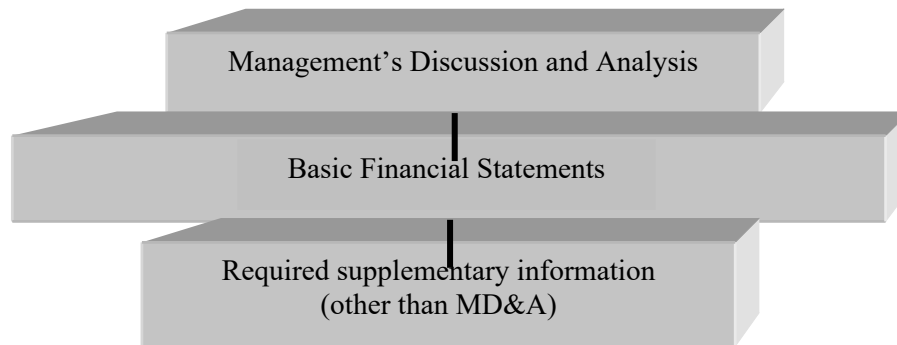 Management’s Discussion and Analysis
Basic Financial Statements
Required supplementary information
(other than MD&A)